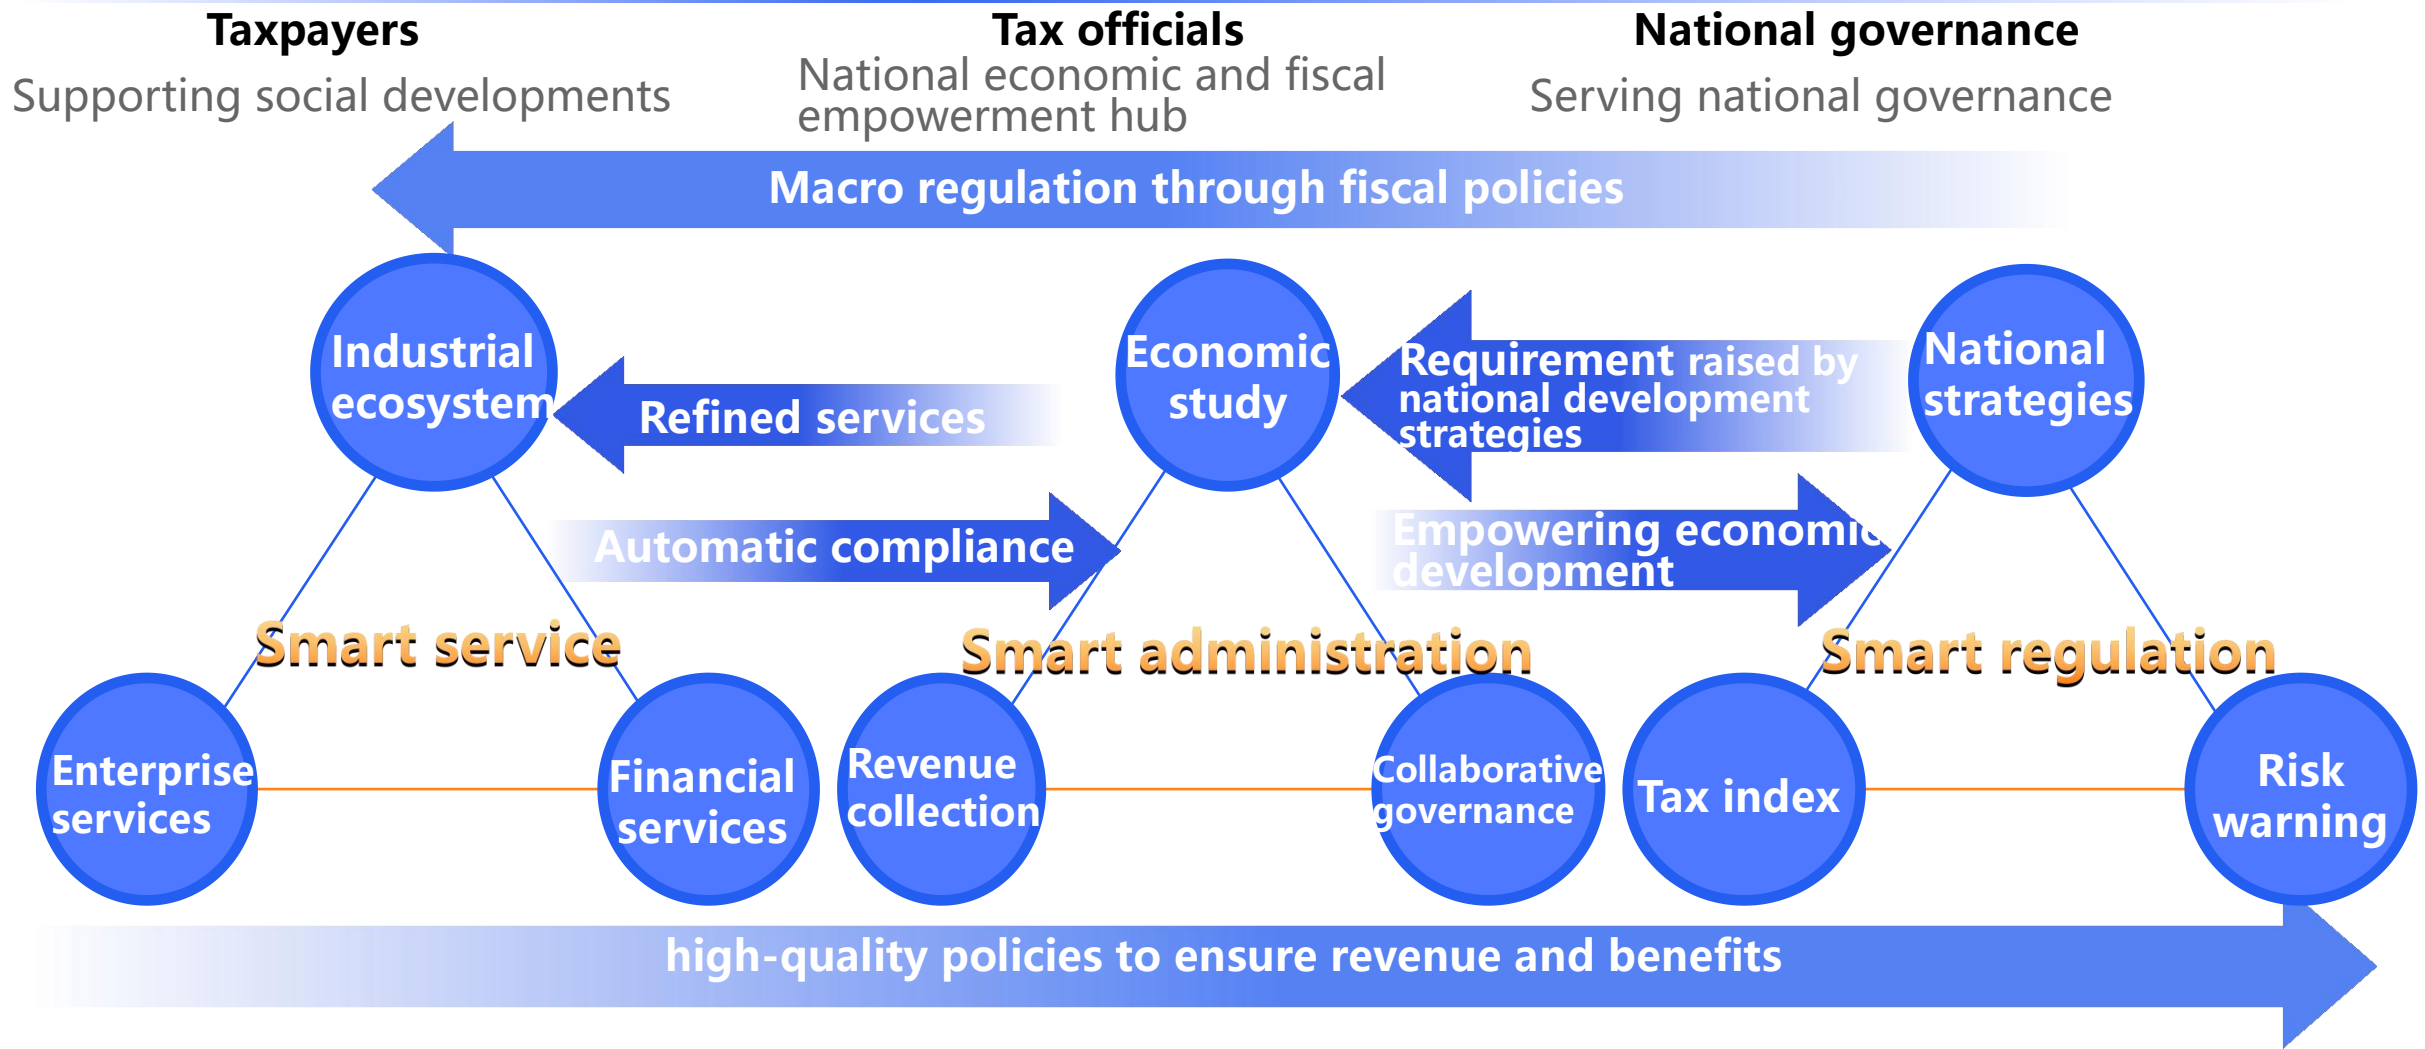 Taxpayers
Supporting social developments
Tax officials
National economic and fiscal
empowerment hub
National governance
Serving national governance
Macro regulation through fiscal policies
Industrial
ecosystem
Refined services
Economic
study
Requirement raised by
national development
strategies
National
strategies
Automatic compliance
Empowering economic
development
Smart service
Smart administration
Smart regulation
Enterprise
services
Financial
services
Revenue
collection
Collaborative
governance
Tax index
Risk
warning
high-quality policies to ensure revenue and benefits